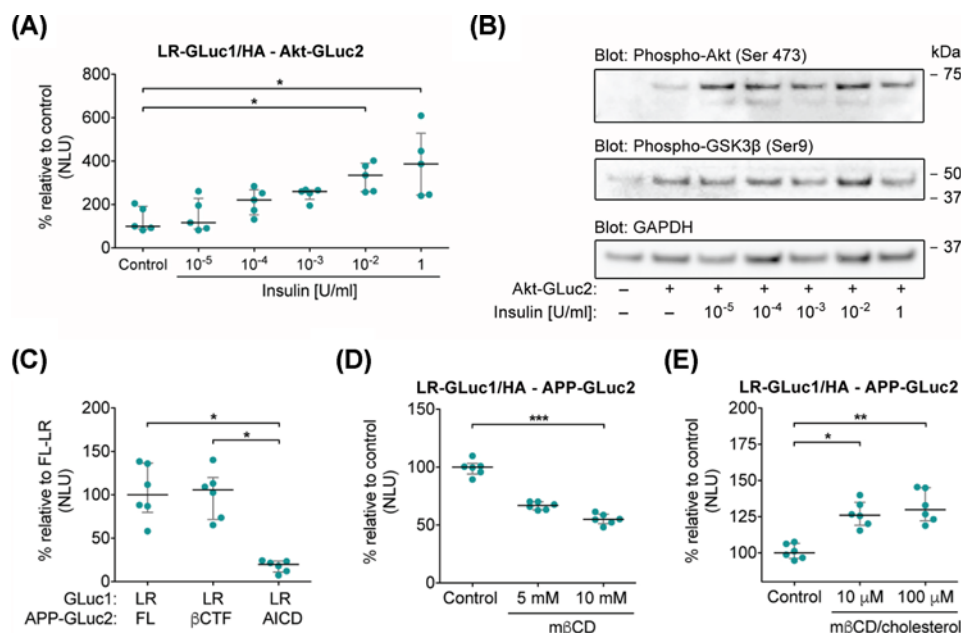 (A)
LR-GLuc1/HA - Akt-GLuc2
% relative to control
(NLU)
800
600
400
200
0
*
*
Control
10⁻⁵
10⁻⁴
10⁻³
10⁻²
1
Insulin [U/ml]
(B)
kDa
Blot: Phospho-Akt (Ser 473)
– 75
Blot: Phospho-GSK3β (Ser9)
– 50
– 37
Blot: GAPDH
– 37
Akt-GLuc2: – + + + + + +
Insulin [U/ml]: – – 10⁻⁵ 10⁻⁴ 10⁻³ 10⁻² 1
(C)
% relative to FL-LR
(NLU)
200
150
100
50
0
*
*
GLuc1: LR LR LR
APP-GLuc2: FL βCTF AICD
(D)
LR-GLuc1/HA - APP-GLuc2
% relative to control
(NLU)
150
100
50
0
***
Control
5 mM
10 mM
mβCD
(E)
LR-GLuc1/HA - APP-GLuc2
% relative to control
(NLU)
200
175
150
125
100
**
*
Control
10 μM
100 μM
mβCD/cholesterol